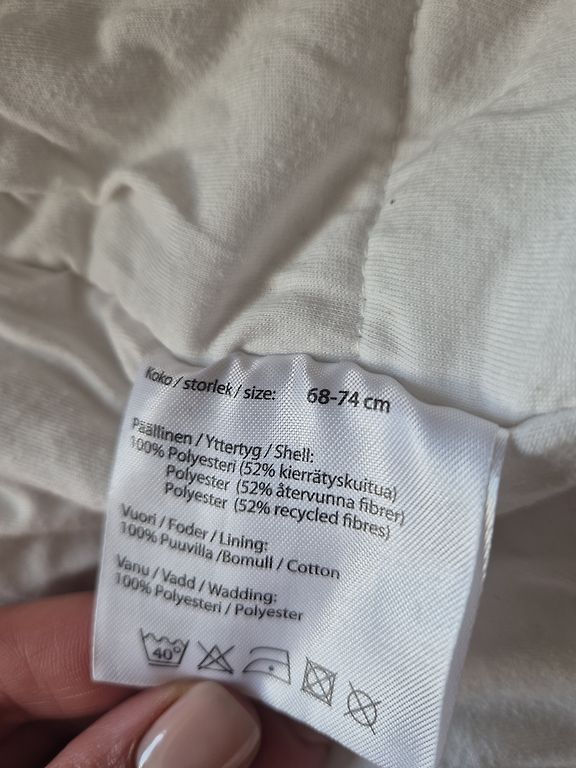 Koko / storlek / size: 68-74 cm
Päällinen / Yttertyg / Shell:
100% Polyesteri (52% kierrätyskuitua)
Polyester (52% återvunna fibrer)
Polyester (52% recycled fibres)
Vuori / Foder / Lining:
100% Puuvilla /Bomull / Cotton
Vanu / Vadd / Wadding:
100% Polyesteri / Polyester
40°